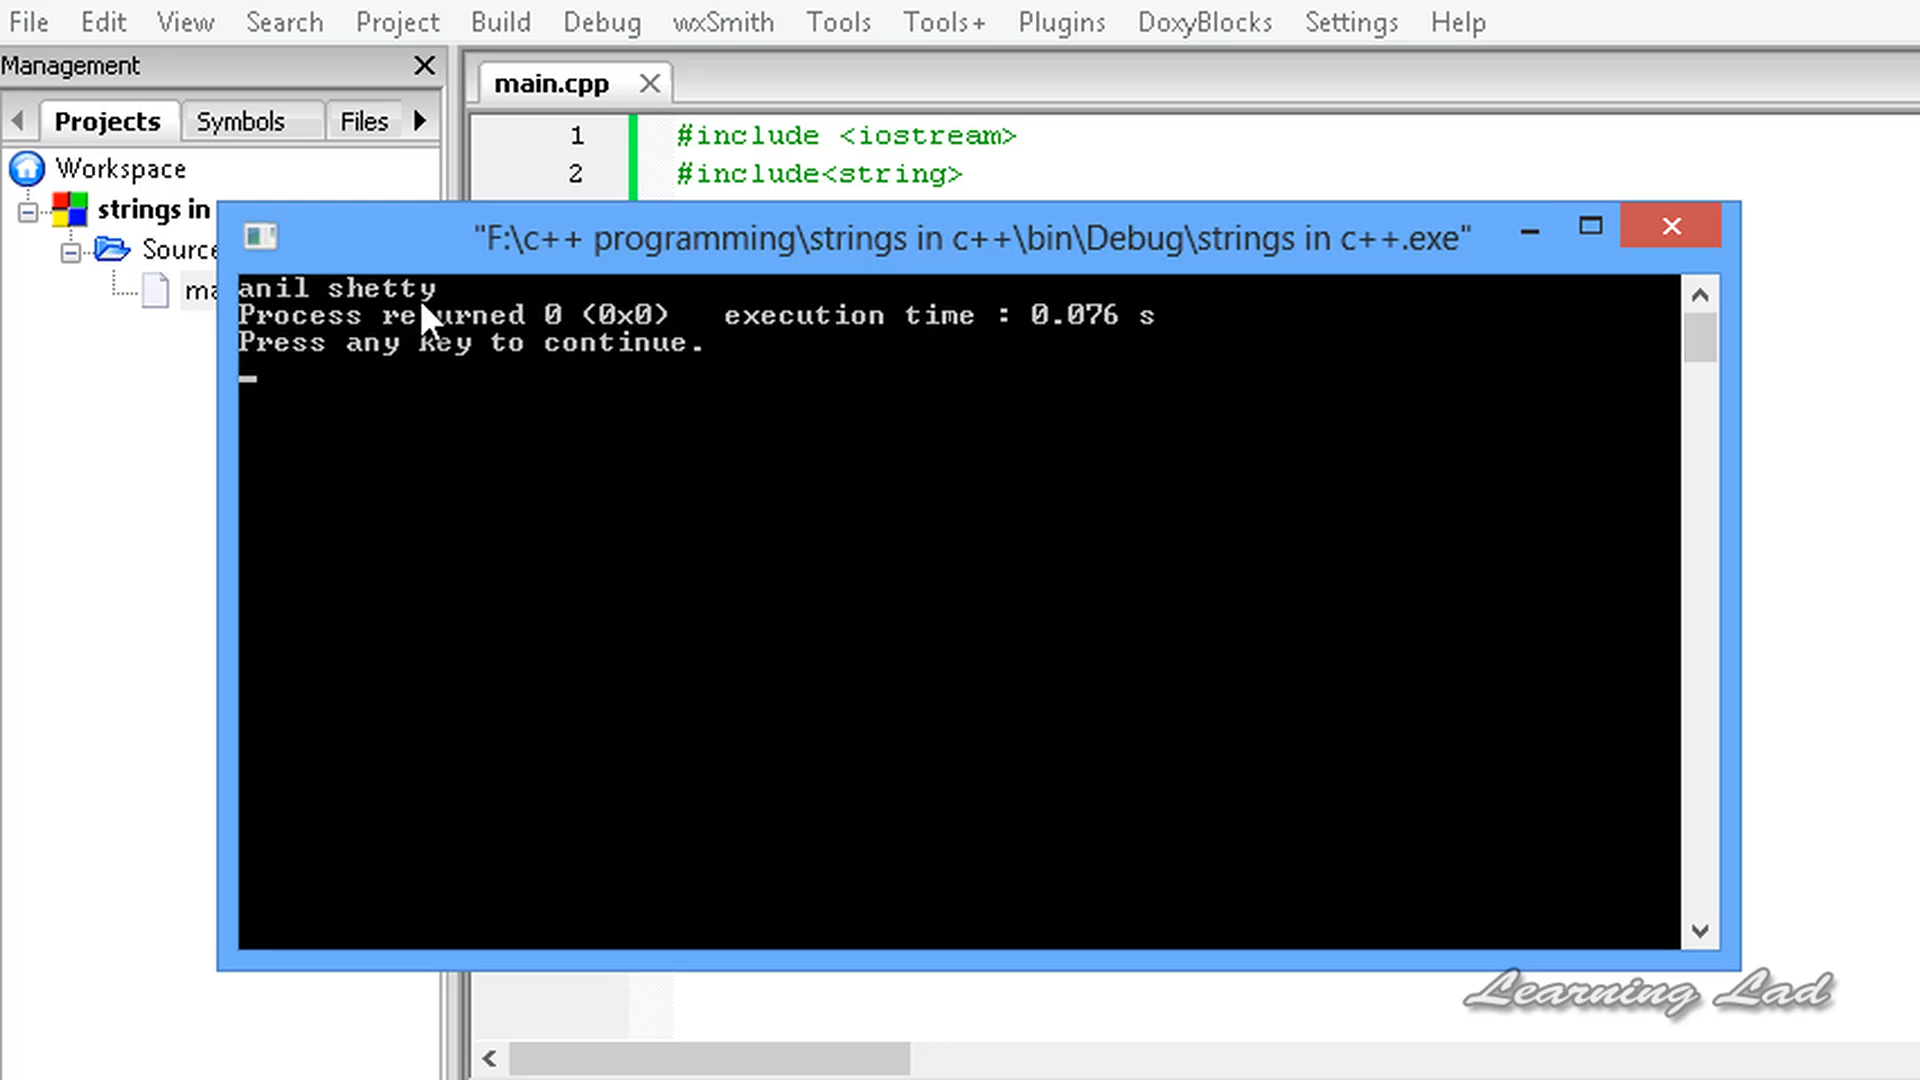 File Edit View Search Project Build Debug wxSmith Tools Tools+ Plugins DoxyBlocks Settings Help
Management
main.cpp
Projects Symbols Files
1 #include <iostream>
2 #include<string>
Workspace
strings in
Source
ma
"F:\c++ programming\strings in c++\bin\Debug\strings in c++.exe"
anil shetty
Process returned 0 (0x0)   execution time : 0.076 s
Press any key to continue.
Learning Lad